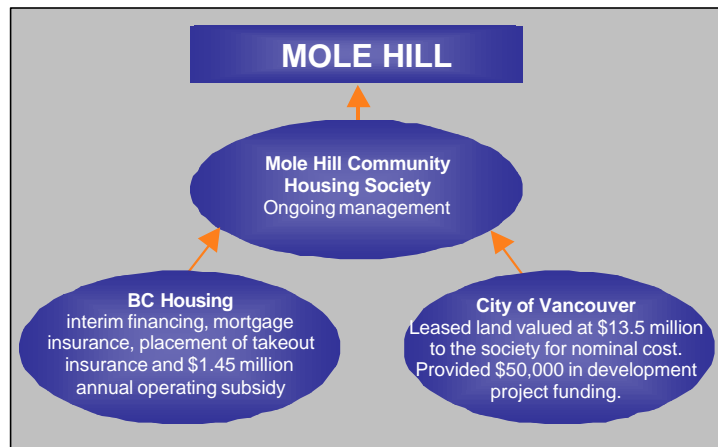 MOLE HILL
Mole Hill Community
Housing Society
Ongoing management
BC Housing
interim financing, mortgage
insurance, placement of takeout
insurance and $1.45 million
annual operating subsidy
City of Vancouver
Leased land valued at $13.5 million
to the society for nominal cost.
Provided $50,000 in development
project funding.